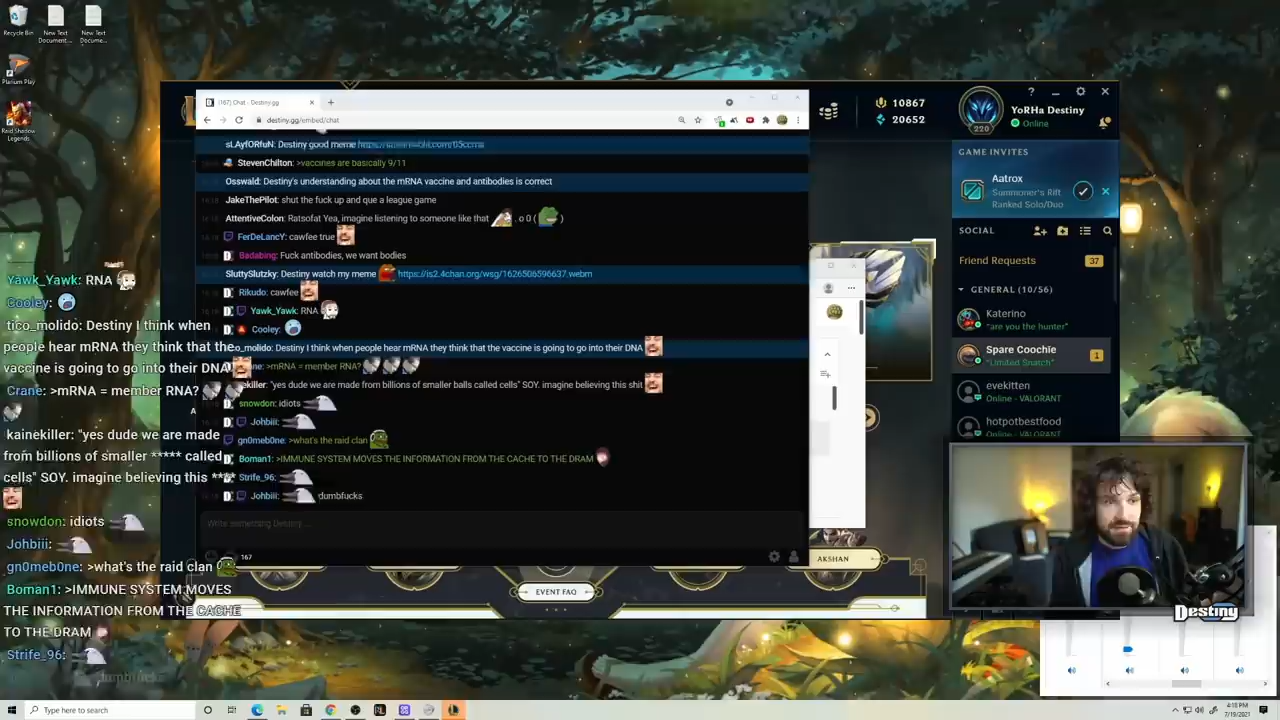 Recycle Bin
New Text Document...
New Text Docume...
Planum Play
Raid Shadow Legends
(167) Chat - Destiny.gg
destiny.gg/embed/chat
sLAyfORfuN: Destiny good meme
StevenChilton: >vaccines are basically 9/11
Osswald: Destiny's understanding about the mRNA vaccine and antibodies is correct
JakeThePilot: shut the fuck up and que a league game
AttentiveColon: Ratsofat Yea, imagine listening to someone like that . o 0 ( )
FerDeLancY: cawfee true
Badabing: Fuck antibodies, we want bodies
SluttySlutzky: Destiny watch my meme https://is2.4chan.org/wsg/1626506596637.webm
Rikudo: cawfee
Yawk_Yawk: RNA
Cooley:
_molido: Destiny I think when people hear mRNA they think that the vaccine is going to go into their DNA
ne: >mRNA = member RNA?
ekiller: "yes dude we are made from billions of smaller balls called cells" SOY. imagine believing this shit
snowdon: idiots
Johbiii:
gn0meb0ne: >what's the raid clan
Boman1: >IMMUNE SYSTEM MOVES THE INFORMATION FROM THE CACHE TO THE DRAM
Strife_96:
Johbiii: dumbfucks
Write something Destiny ...
167
Yawk_Yawk: RNA
Cooley:
tico_molido: Destiny I think when
people hear mRNA they think that the
vaccine is going to go into their DNA
Crane: >mRNA = member RNA?
kainekiller: "yes dude we are made
from billions of smaller ***** called
cells" SOY. imagine believing this ****
snowdon: idiots
Johbiii:
gn0meb0ne: >what's the raid clan
Boman1: >IMMUNE SYSTEM MOVES
THE INFORMATION FROM THE CACHE
TO THE DRAM
Strife_96:
10867
20652
220
YoRHa Destiny
Online
GAME INVITES
Aatrox
Summoner's Rift
Ranked Solo/Duo
SOCIAL
Friend Requests
37
GENERAL (10/56)
Katerino
"are you the hunter"
Spare Coochie
"Limited Snatch"
1
evekitten
Online - VALORANT
hotpotbestfood
Online - VALORANT
AKSHAN
EVENT FAQ
Destiny
Type here to search
4:18 PM
7/19/2021